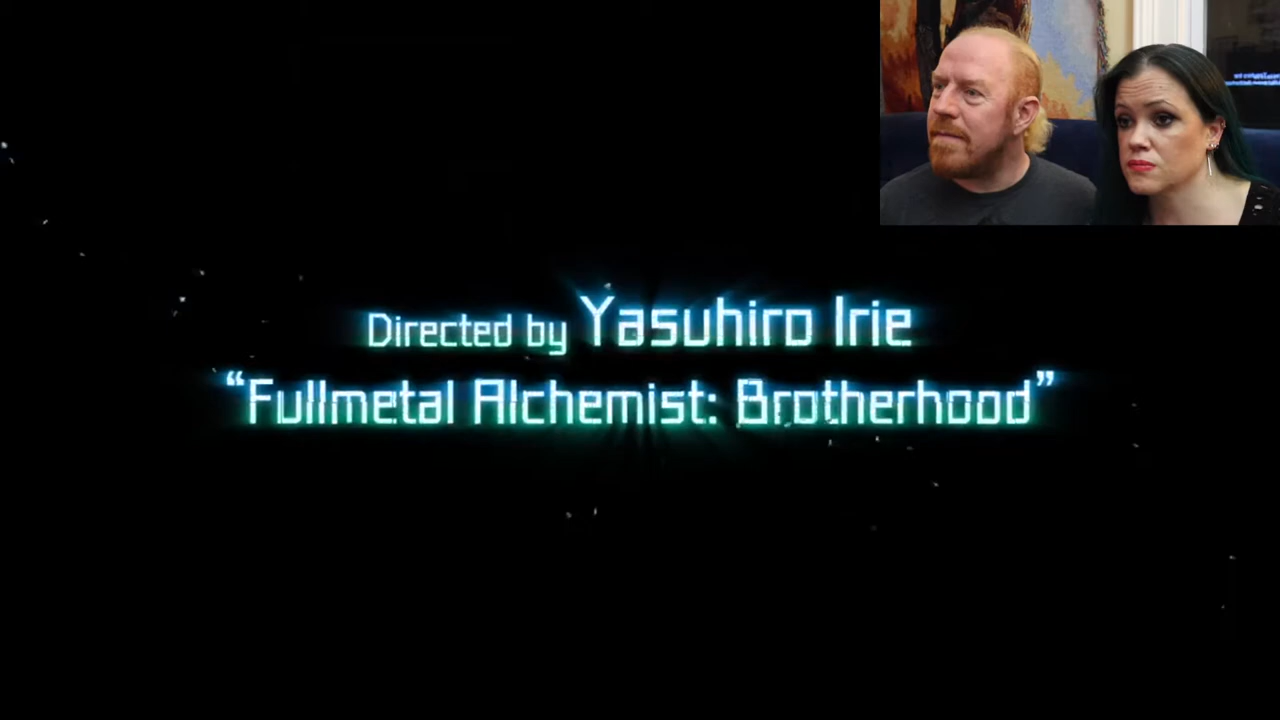 Directed by Yasuhiro Irie
“Fullmetal Alchemist: Brotherhood”